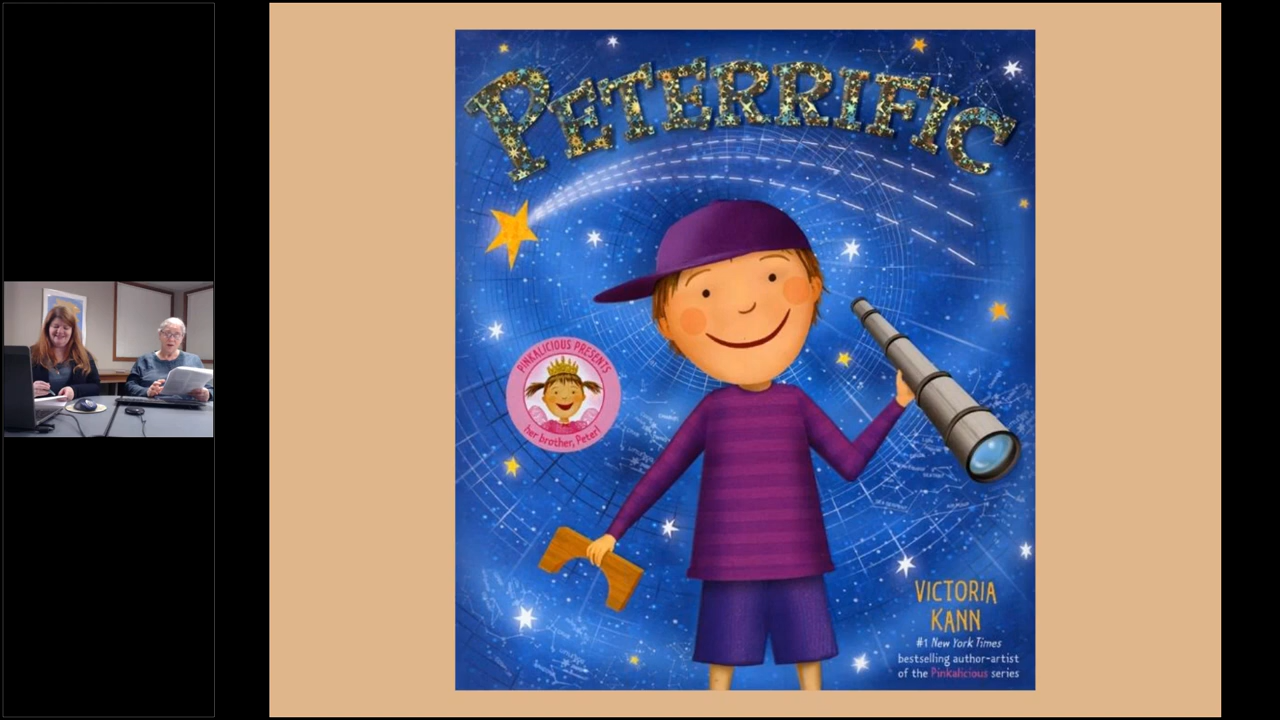 PETERRIFIC
PINKALICIOUS PRESENTS
her brother, Peter!
VICTORIA
KANN
#1 New York Times
bestselling author-artist
of the Pinkalicious series